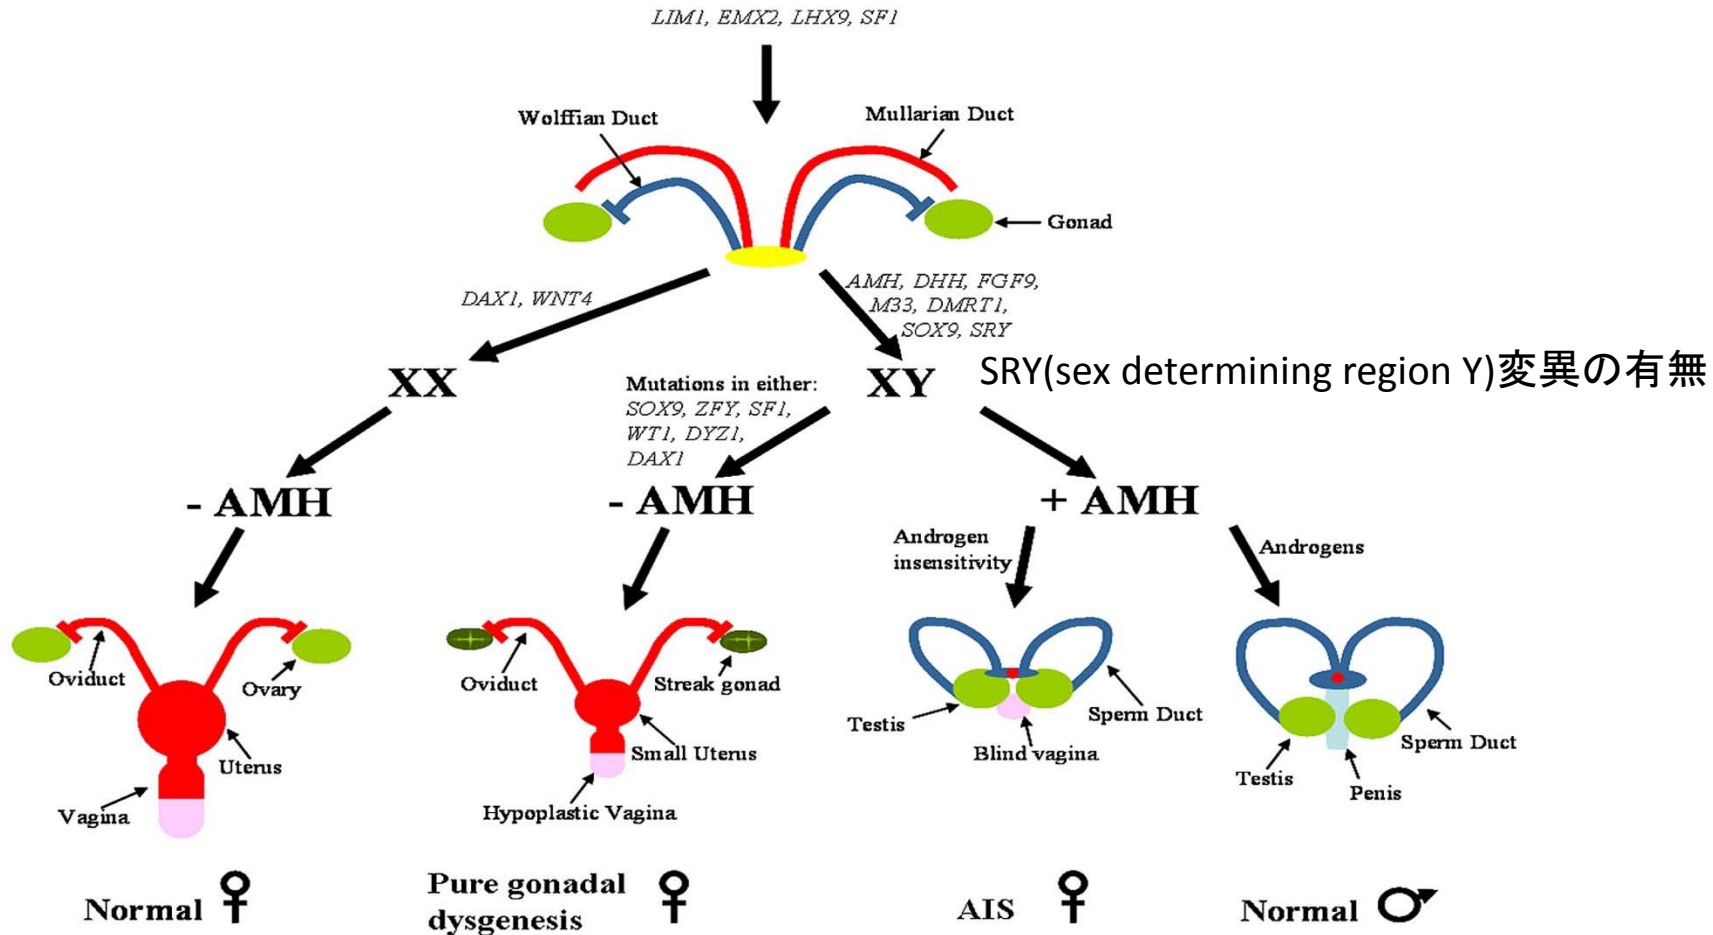 LIM1, EMX2, LHX9, SF1
Wolffian Duct
Mullarian Duct
Gonad
DAX1, WNT4
AMH, DHH, FGF9,
M33, DMRT1,
SOX9, SRY
XX
Mutations in either:
SOX9, ZFY, SF1,
WT1, DYZ1,
DAX1
XY
SRY(sex determining region Y)変異の有無
- AMH
- AMH
+ AMH
Androgen
insensitivity
Androgens
Oviduct
Ovary
Uterus
Vagina
Oviduct
Streak gonad
Small Uterus
Hypoplastic Vagina
Testis
Sperm Duct
Blind vagina
Testis
Sperm Duct
Penis
Normal ♀
Pure gonadal
dysgenesis ♀
AIS ♀
Normal ♂